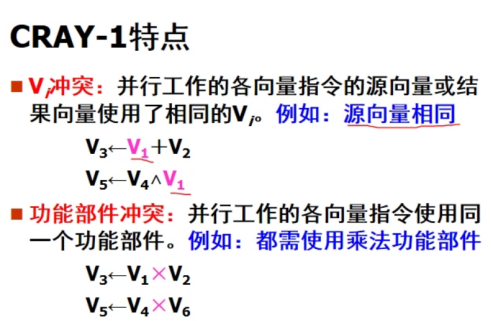 CRAY-1特点
Vi冲突：并行工作的各向量指令的源向量或结
果向量使用了相同的Vi。例如：源向量相同
V3←V1＋V2
V5←V4∧V1
功能部件冲突：并行工作的各向量指令使用同
一个功能部件。例如：都需使用乘法功能部件
V3←V1×V2
V5←V4×V6